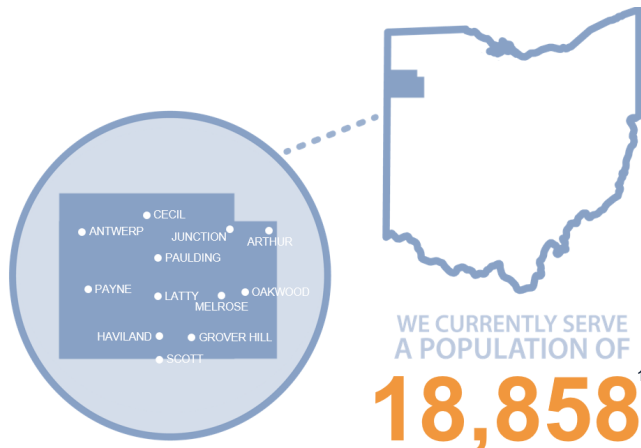 CECIL
ANTWERP
JUNCTION
ARTHUR
PAULDING
PAYNE
LATTY
OAKWOOD
MELROSE
HAVILAND
GROVER HILL
SCOTT
WE CURRENTLY SERVE
A POPULATION OF
18,858